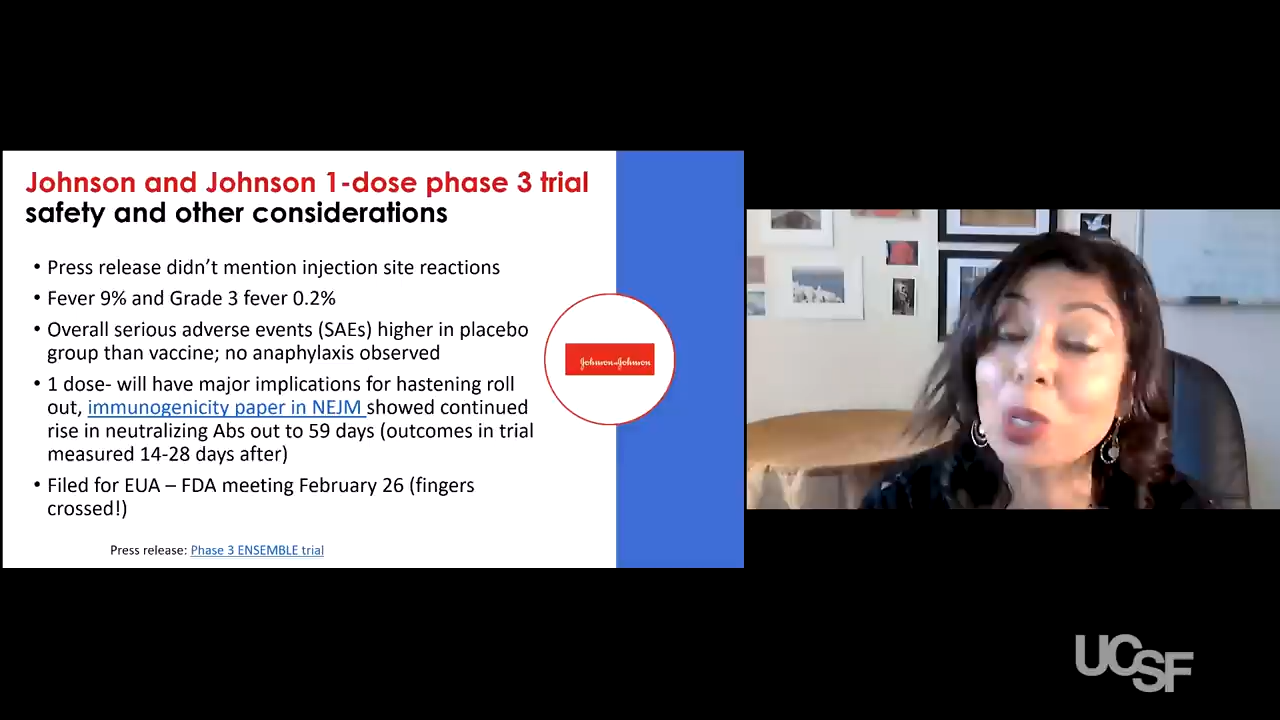 Johnson and Johnson 1-dose phase 3 trial
safety and other considerations
• Press release didn’t mention injection site reactions
• Fever 9% and Grade 3 fever 0.2%
• Overall serious adverse events (SAEs) higher in placebo
group than vaccine; no anaphylaxis observed
• 1 dose- will have major implications for hastening roll
out, immunogenicity paper in NEJM showed continued
rise in neutralizing Abs out to 59 days (outcomes in trial
measured 14-28 days after)
• Filed for EUA – FDA meeting February 26 (fingers
crossed!)
Johnson & Johnson
Press release: Phase 3 ENSEMBLE trial
UCSF